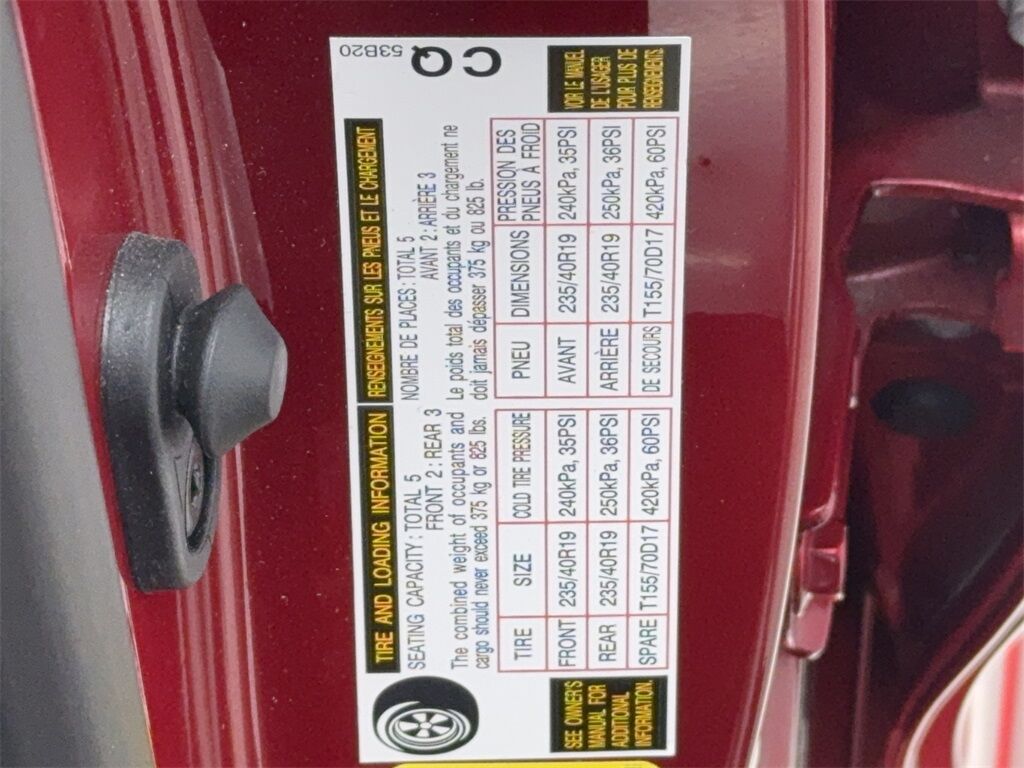 TIRE AND LOADING INFORMATION
SEATING CAPACITY : TOTAL 5
FRONT 2 : REAR 3
The combined weight of occupants and
cargo should never exceed 375 kg or 825 lbs.
TIRE SIZE COLD TIRE PRESSURE
FRONT 235/40R19 240kPa, 35PSI
REAR 235/40R19 250kPa, 36PSI
SPARE T155/70D17 420kPa, 60PSI
SEE OWNER'S
MANUAL FOR
ADDITIONAL
INFORMATION.
RENSEIGNEMENTS SUR LES PNEUS ET LE CHARGEMENT
NOMBRE DE PLACES : TOTAL 5
AVANT 2 : ARRIÈRE 3
Le poids total des occupants et du chargement ne
doit jamais dépasser 375 kg ou 825 lb.
PNEU DIMENSIONS PRESSION DES
PNEUS À FROID
AVANT 235/40R19 240kPa, 35PSI
ARRIÈRE 235/40R19 250kPa, 36PSI
DE SECOURS T155/70D17 420kPa, 60PSI
VOIR LE MANUEL
DE L'USAGER
POUR PLUS DE
RENSEIGNEMENTS.
53B20
CQ